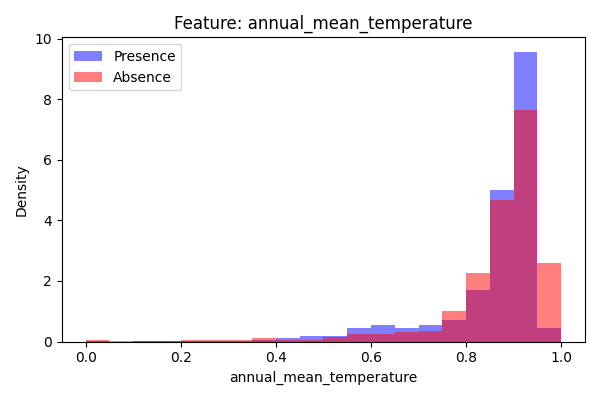 Feature: annual_mean_temperature
Presence
Absence
Density
10
8
6
4
2
0
0.0 0.2 0.4 0.6 0.8 1.0
annual_mean_temperature